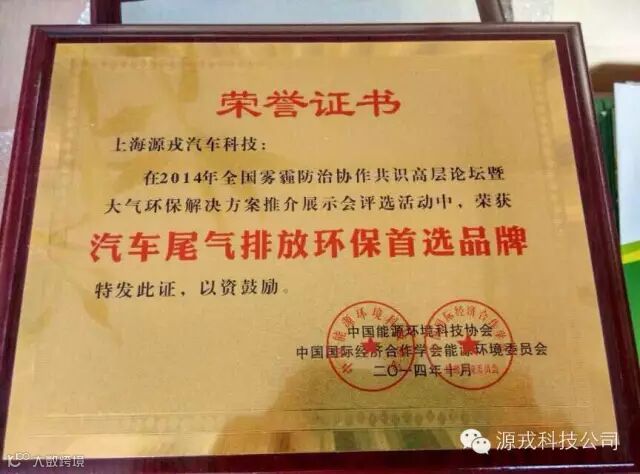 荣誉证书
上海源戎汽车科技：
在2014年全国雾霾防治协作共识高层论坛暨
大气环保解决方案推介展示会评选活动中，荣获
汽车尾气排放环保首选品牌
特发此证，以资鼓励。
中国能源环境科技协会
中国国际经济合作学会能源环境委员会
二〇一四年十月
源戎科技公司
大数跨境